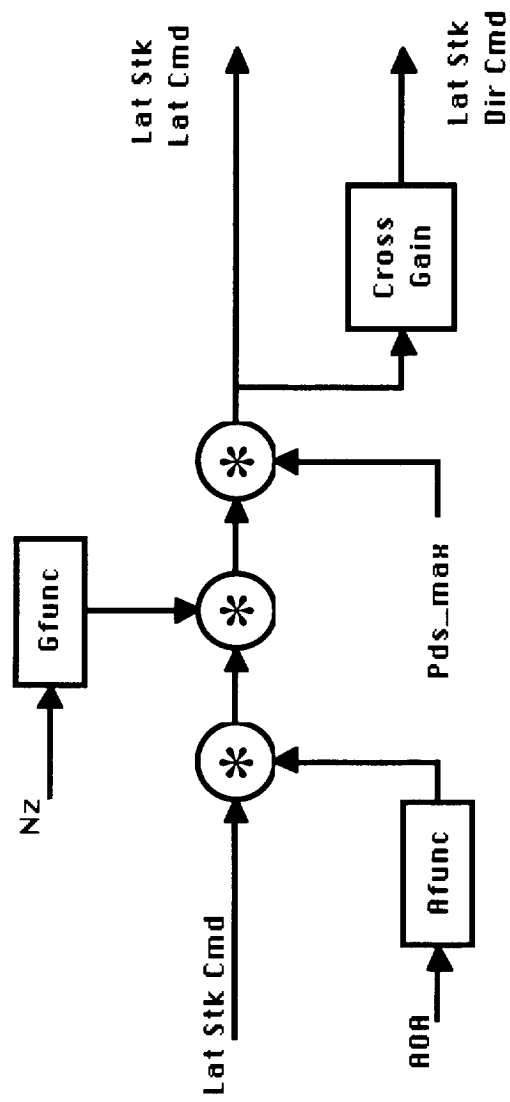 Nz
Gfunc
Lat Stk
Lat Cmd
Lat Stk Cmd
*
*
*
Cross
Gain
Lat Stk
Dir Cmd
AOA
Afunc
Pds_max